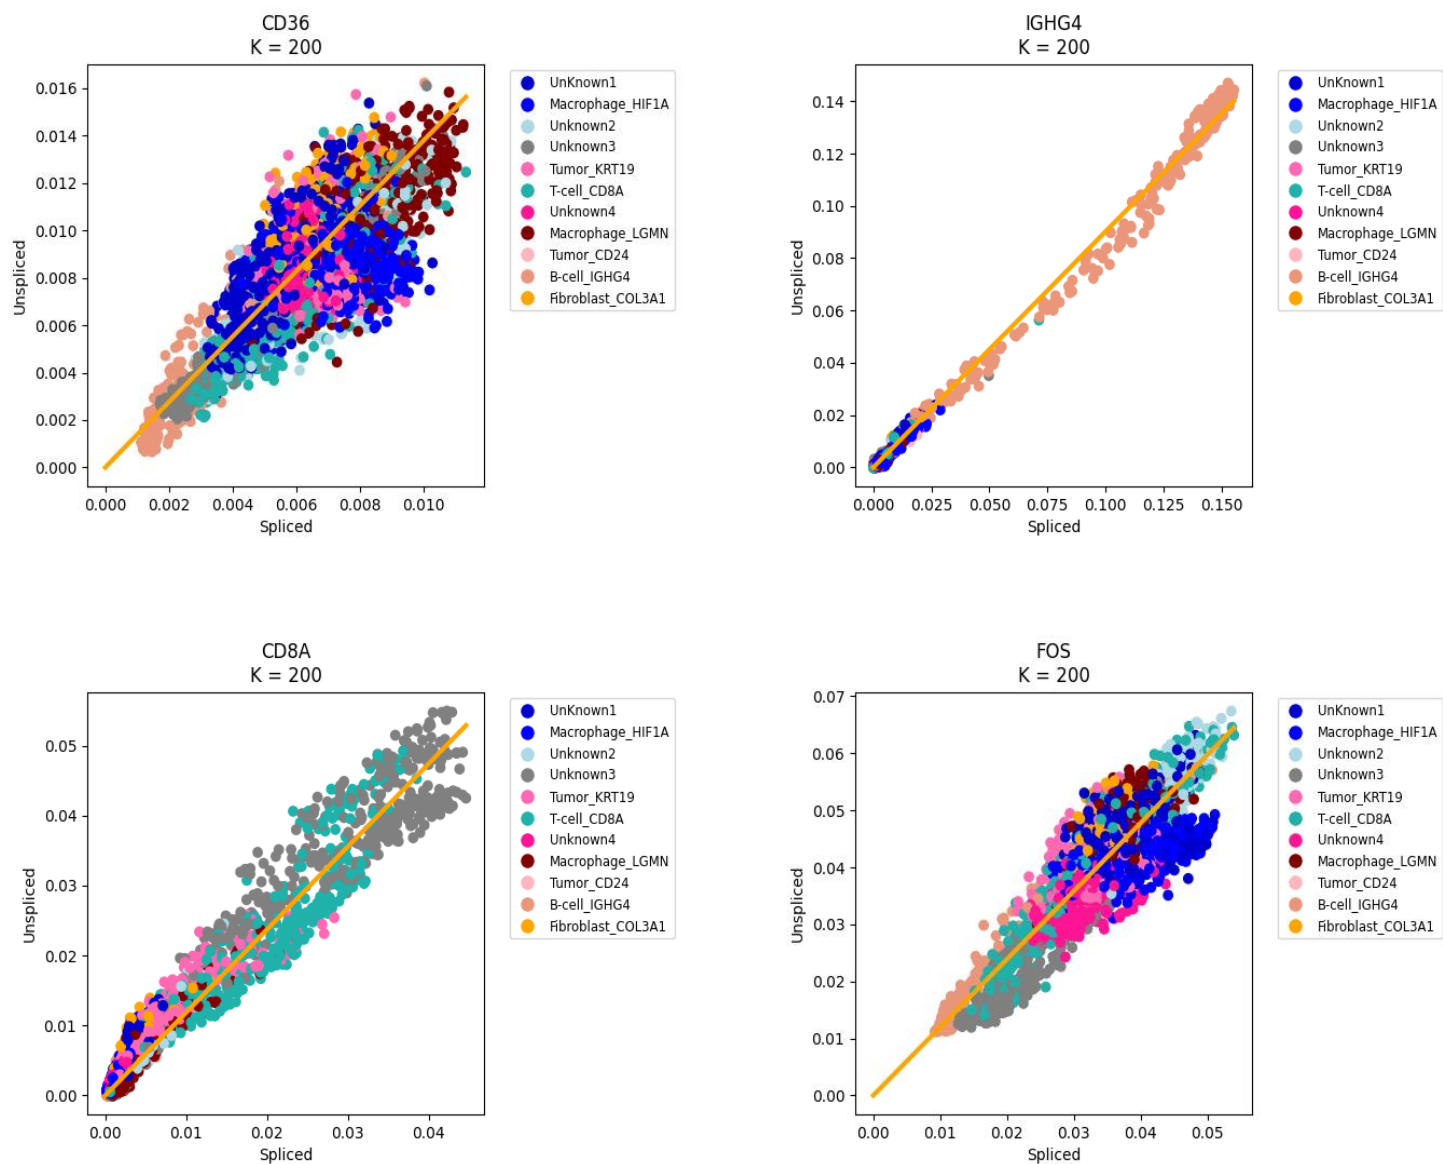 CD36
K = 200
0.016
0.014
0.012
0.010
0.008
0.006
0.004
0.002
0.000
Unspliced
0.000 0.002 0.004 0.006 0.008 0.010
Spliced
UnKnown1
Macrophage_HIF1A
Unknown2
Unknown3
Tumor_KRT19
T-cell_CD8A
Unknown4
Macrophage_LGMN
Tumor_CD24
B-cell_IGHG4
Fibroblast_COL3A1
IGHG4
K = 200
0.14
0.12
0.10
0.08
0.06
0.04
0.02
0.00
Unspliced
0.000 0.025 0.050 0.075 0.100 0.125 0.150
Spliced
UnKnown1
Macrophage_HIF1A
Unknown2
Unknown3
Tumor_KRT19
T-cell_CD8A
Unknown4
Macrophage_LGMN
Tumor_CD24
B-cell_IGHG4
Fibroblast_COL3A1
CD8A
K = 200
0.05
0.04
0.03
0.02
0.01
0.00
Unspliced
0.00 0.01 0.02 0.03 0.04
Spliced
UnKnown1
Macrophage_HIF1A
Unknown2
Unknown3
Tumor_KRT19
T-cell_CD8A
Unknown4
Macrophage_LGMN
Tumor_CD24
B-cell_IGHG4
Fibroblast_COL3A1
FOS
K = 200
0.07
0.06
0.05
0.04
0.03
0.02
0.01
0.00
Unspliced
0.00 0.01 0.02 0.03 0.04 0.05
Spliced
UnKnown1
Macrophage_HIF1A
Unknown2
Unknown3
Tumor_KRT19
T-cell_CD8A
Unknown4
Macrophage_LGMN
Tumor_CD24
B-cell_IGHG4
Fibroblast_COL3A1